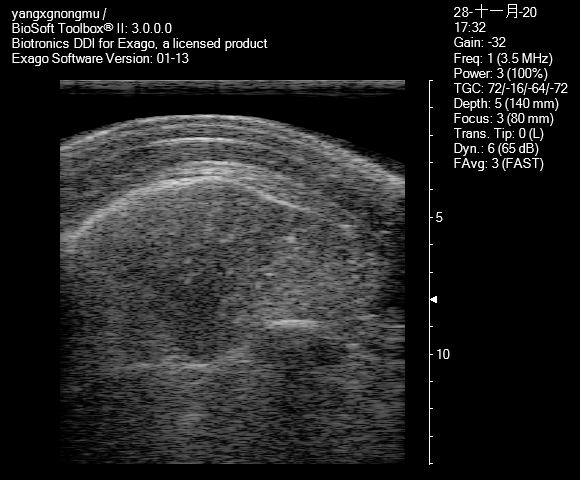 yangxgnongmu /
BioSoft Toolbox® II: 3.0.0.0
Biotronics DDI for Exago, a licensed product
Exago Software Version: 01-13
28-十一月-20
17:32
Gain: -32
Freq: 1 (3.5 MHz)
Power: 3 (100%)
TGC: 72/-16/-64/-72
Depth: 5 (140 mm)
Focus: 3 (80 mm)
Trans. Tip: 0 (L)
Dyn.: 6 (65 dB)
FAvg: 3 (FAST)
5
10